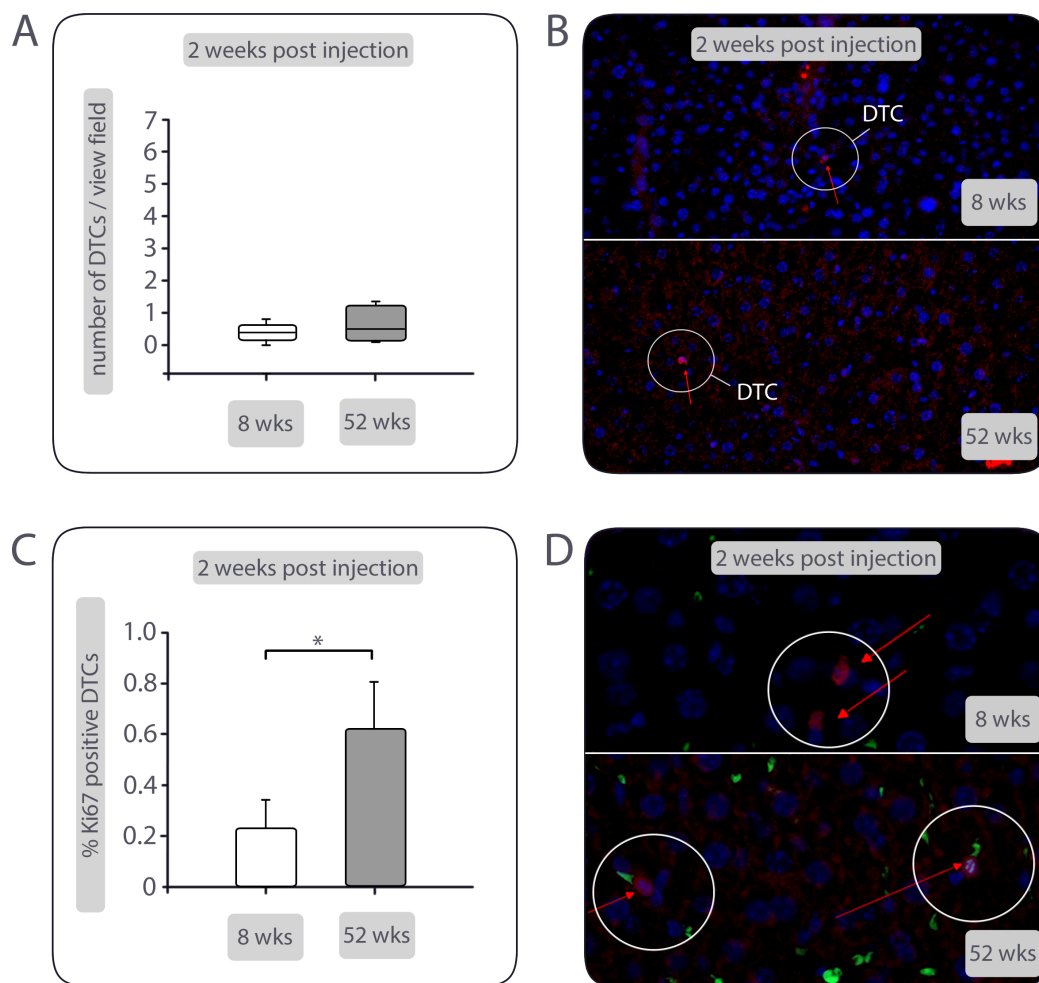 A
2 weeks post injection
number of DTCs / view field
7
6
5
4
3
2
1
0
8 wks
52 wks
B
2 weeks post injection
DTC
8 wks
DTC
52 wks
C
2 weeks post injection
% Ki67 positive DTCs
1.0
0.8
0.6
0.4
0.2
0
*
8 wks
52 wks
D
2 weeks post injection
8 wks
52 wks